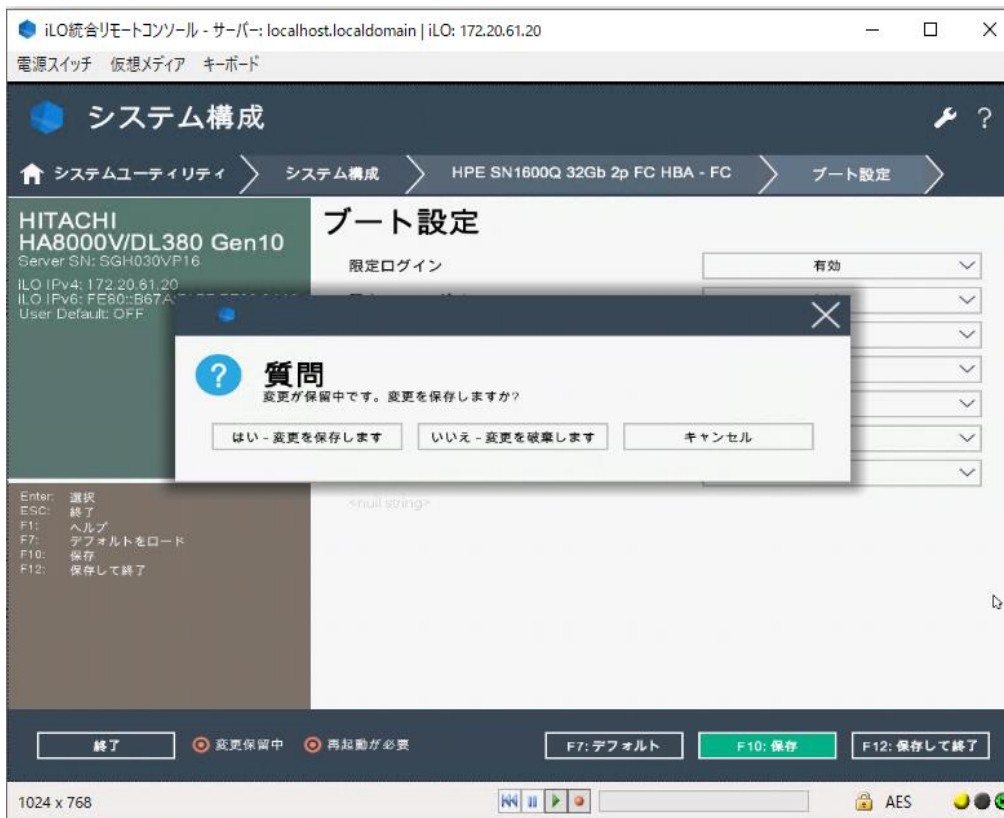 iLO統合リモートコンソール - サーバー: localhost.localdomain | iLO: 172.20.61.20
電源スイッチ 仮想メディア キーボード
システム構成
?
システムユーティリティ
システム構成
HPE SN1600Q 32Gb 2p FC HBA - FC
ブート設定
HITACHI
HA8000V/DL380 Gen10
Server SN: SGH030VP16
iLO IPv4: 172.20.61.20
iLO IPv6: FE80::B67A:
User Default: OFF
ブート設定
限定ログイン
有効
質問
変更が保留中です。変更を保存しますか?
はい - 変更を保存します
いいえ - 変更を破棄します
キャンセル
<null string>
Enter: 選択
ESC: 終了
F1: ヘルプ
F7: デフォルトをロード
F10: 保存
F12: 保存して終了
終了
変更保留中
再起動が必要
F7: デフォルト
F10: 保存
F12: 保存して終了
1024 x 768
AES